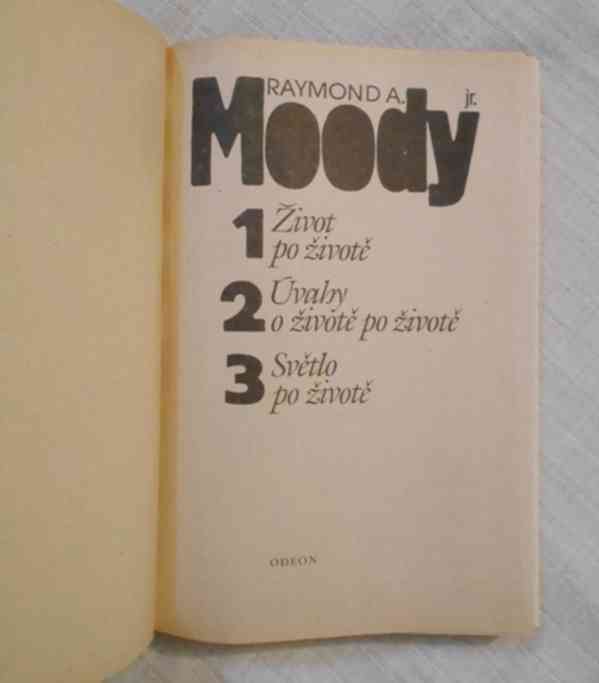 RAYMOND A. jr.
Moody
1 Život
po životě
2 Úvahy
o životě po životě
3 Světlo
po životě
ODEON